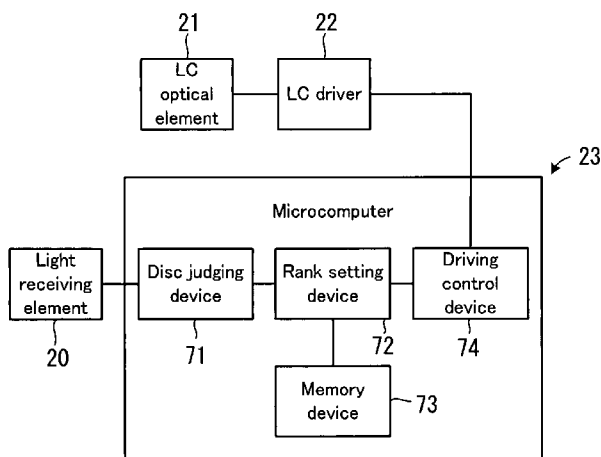 21
22
LC
optical
element
LC driver
23
Microcomputer
Light
receiving
element
Disc judging
device
Rank setting
device
Driving
control
device
20
71
72
74
Memory
device
73